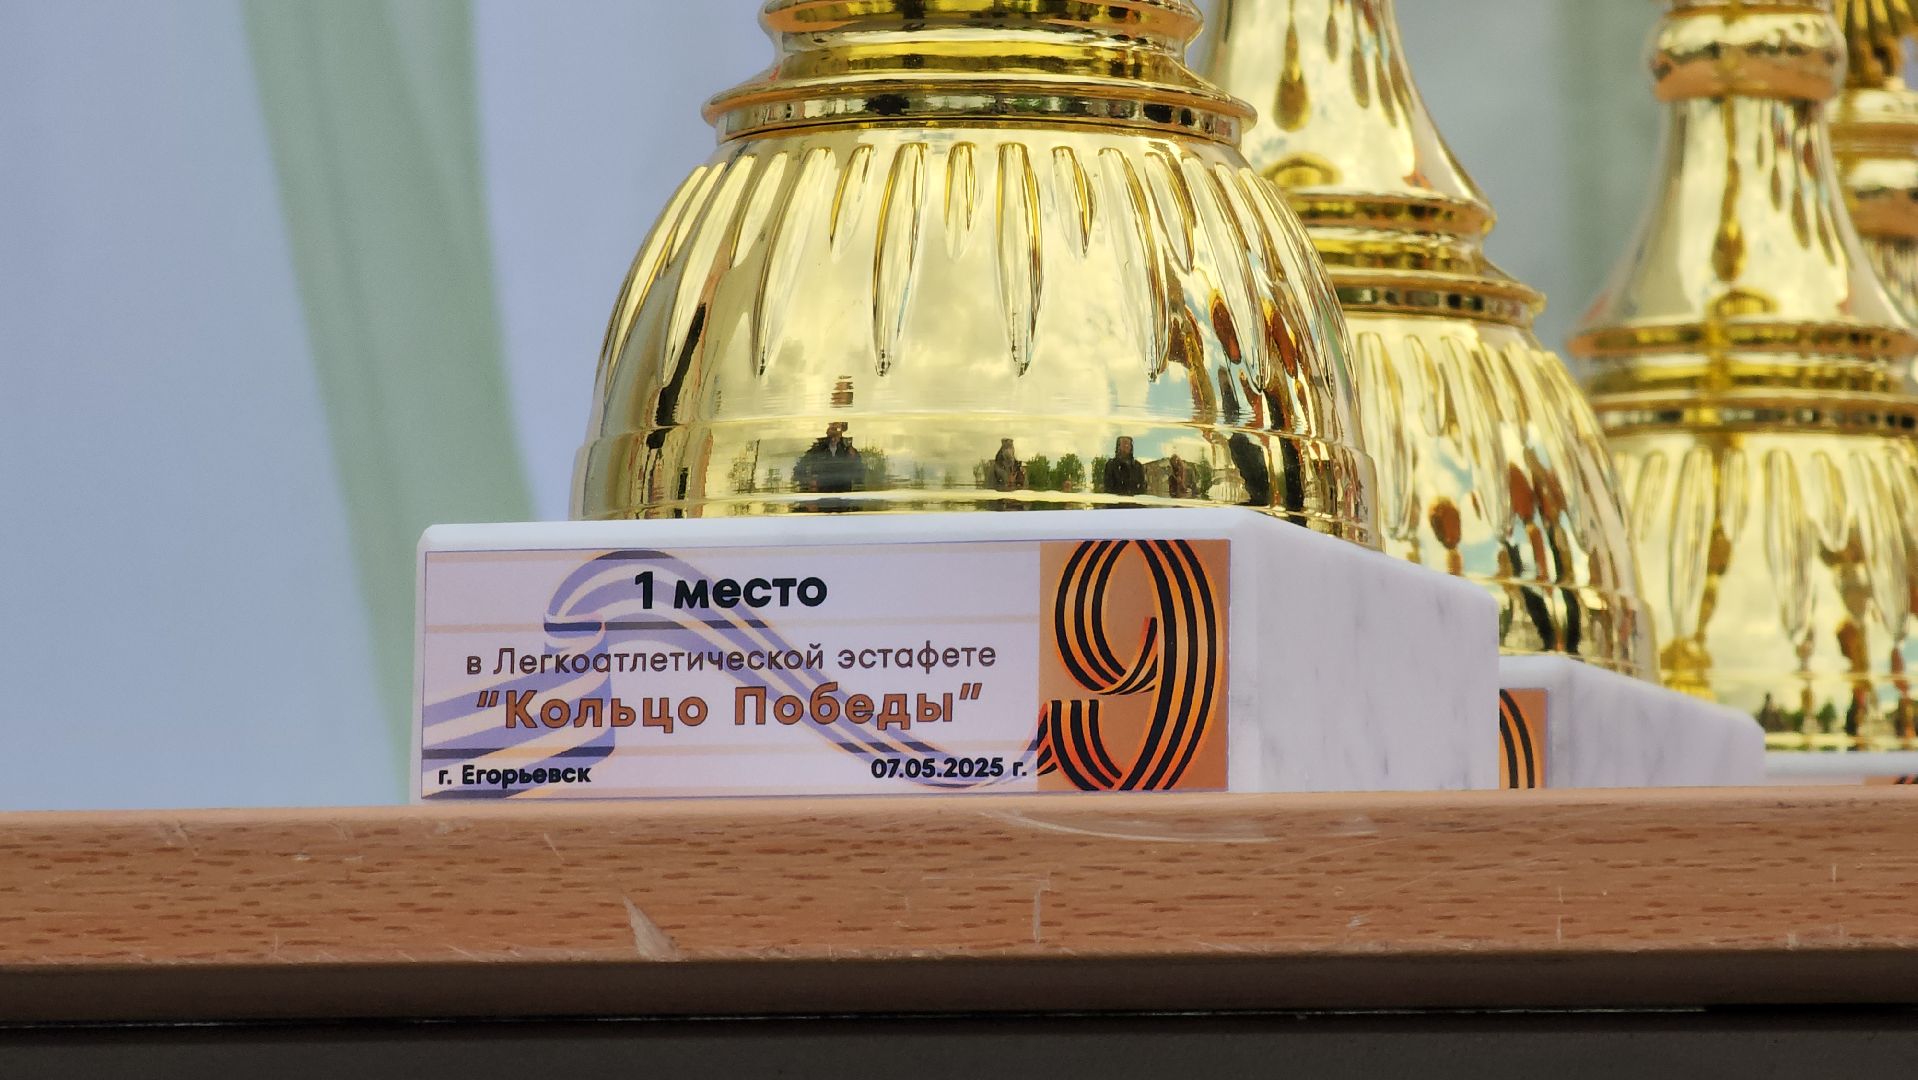 1 место
в Легкоатлетической эстафете
"Кольцо Победы"
г. Егорьевск
07.05.2025 г.
9